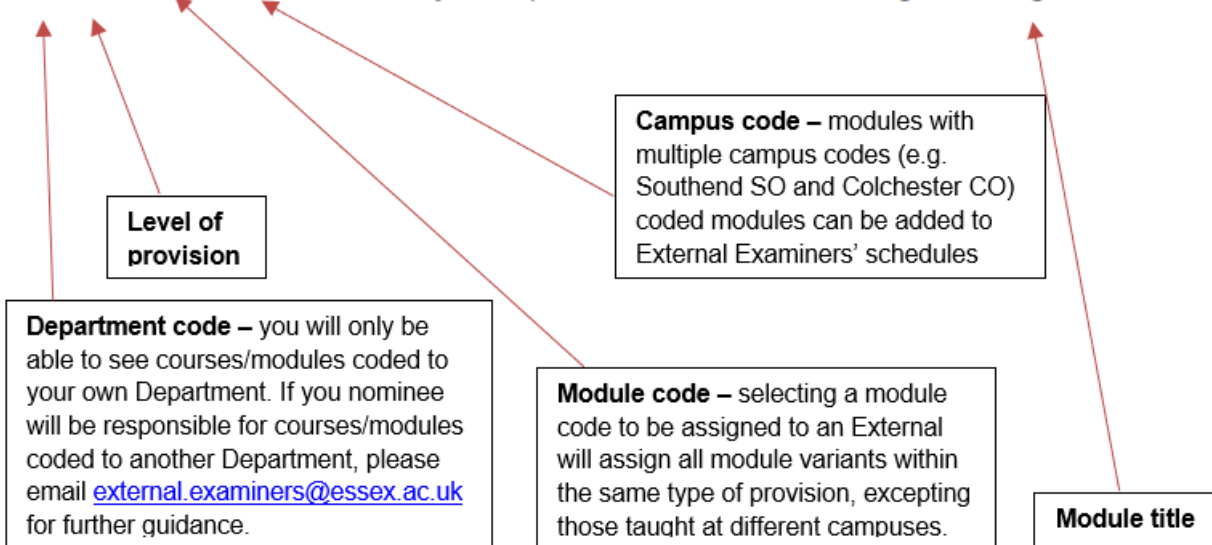 Campus code – modules with
multiple campus codes (e.g.
Southend SO and Colchester CO)
coded modules can be added to
External Examiners’ schedules
Level of
provision
Department code – you will only be
able to see courses/modules coded to
your own Department. If you nominee
will be responsible for courses/modules
coded to another Department, please
email external.examiners@essex.ac.uk
for further guidance.
Module code – selecting a module
code to be assigned to an External
will assign all module variants within
the same type of provision, excepting
those taught at different campuses.
Module title